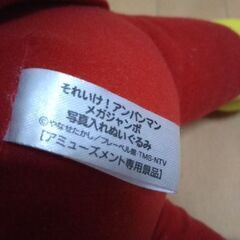 それいけ！アンパンマン
メガジャンボ
写真入れぬいぐるみ
©やなせたかし/フレーベル館・TMS・NTV
【アミューズメント専用景品】